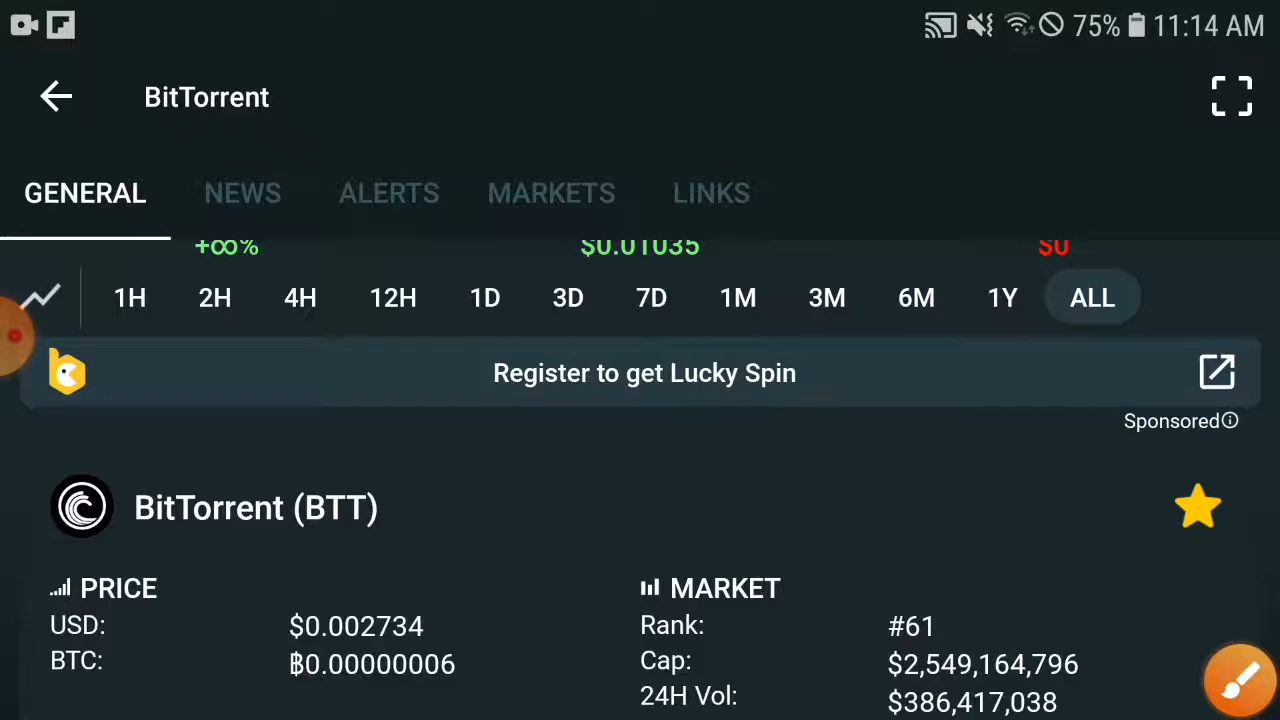 75% 11:14 AM
BitTorrent
GENERAL NEWS ALERTS MARKETS LINKS
+∞% $0.01035 $0
1H 2H 4H 12H 1D 3D 7D 1M 3M 6M 1Y ALL
Register to get Lucky Spin
Sponsored
BitTorrent (BTT)
PRICE
USD: $0.002734
BTC: ฿0.00000006
MARKET
Rank: #61
Cap: $2,549,164,796
24H Vol: $386,417,038